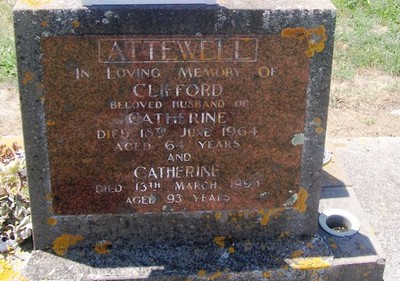 ATTEWELL
IN LOVING MEMORY OF
CLIFFORD
BELOVED HUSBAND OF
CATHERINE
DIED 18TH JUNE 1964
AGED 64 YEARS
AND
CATHERINE
DIED 13TH MARCH
AGED 93 YEARS